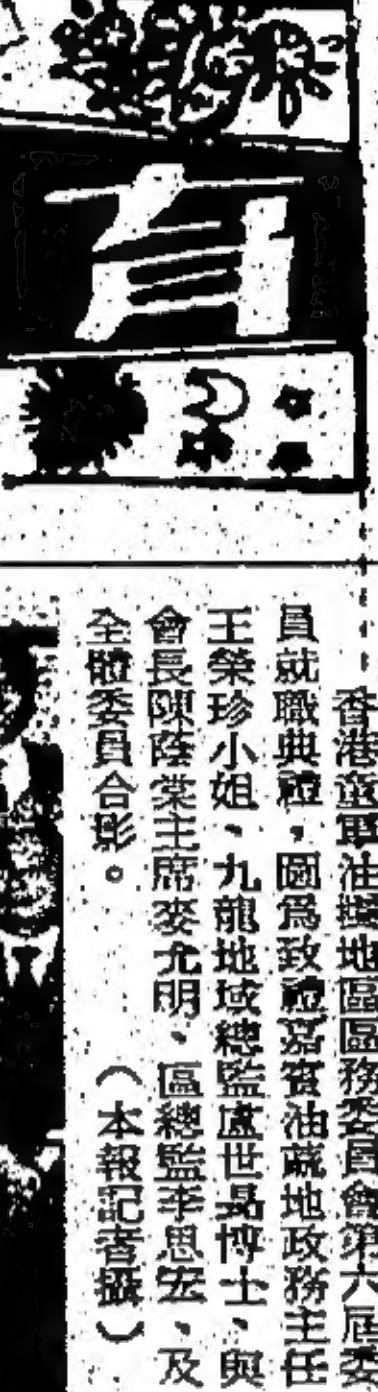 有
香港童軍油塘地區區務委員會第六屆委
員就職典禮，圖為致禮嘉賓油蔴地政務主任
王榮珍小姐、九龍地域總監盧世昌博士、與
會長陳蔭棠主席麥允明、區總監李思宏、及
全體委員合影。 （本報記者攝）